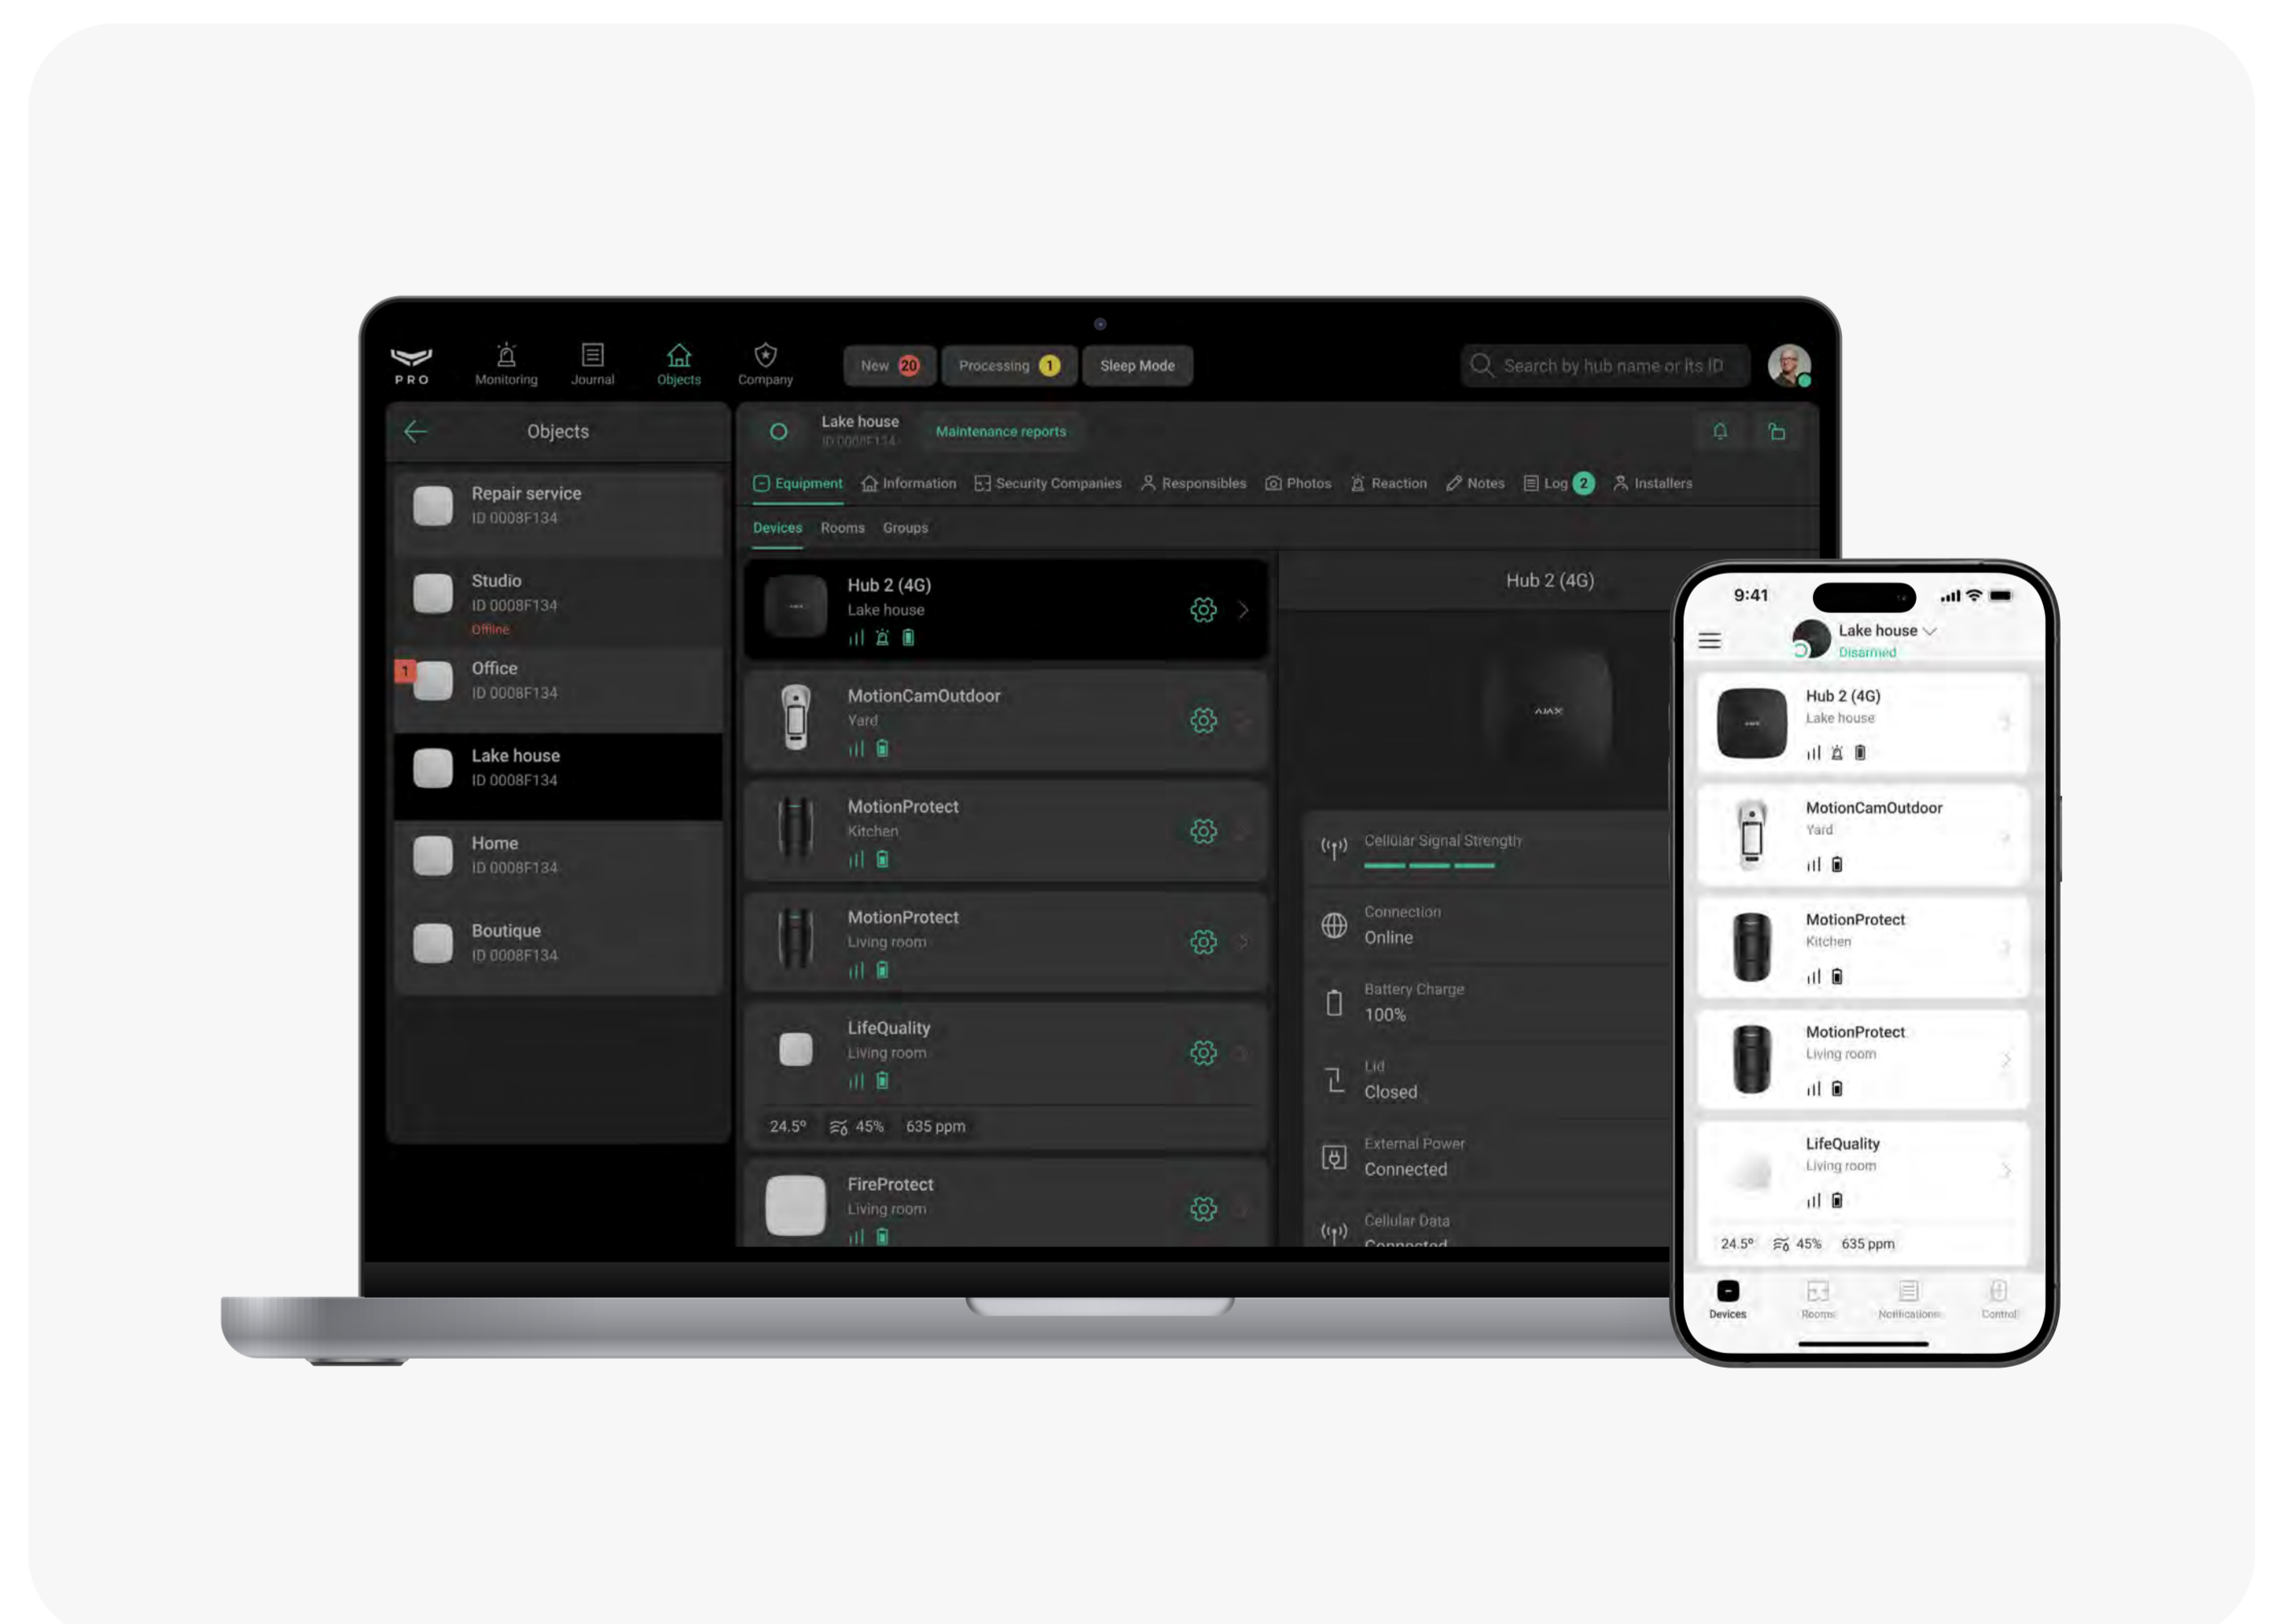 PRO
Monitoring
Journal
Objects
Company
New 20
Processing 1
Sleep Mode
Search by hub name or its ID
Objects
Repair service
ID 0008F134
Studio
ID 0008F134
Offline
1
Office
ID 0008F134
Lake house
ID 0008F134
Home
ID 0008F134
Boutique
ID 0008F134
Lake house
ID 0008F134
Maintenance reports
Equipment Information Security Companies Responsibles Photos Reaction Notes Log 2 Installers
Devices Rooms Groups
Hub 2 (4G)
Lake house
MotionCamOutdoor
Yard
MotionProtect
Kitchen
MotionProtect
Living room
LifeQuality
Living room
24.5° 45% 635 ppm
FireProtect
Living room
Hub 2 (4G)
AJAX
Cellular Signal Strength
Connection
Online
Battery Charge
100%
Lid
Closed
External Power
Connected
Cellular Data
Connected
9:41
Lake house
Disarmed
Hub 2 (4G)
Lake house
MotionCamOutdoor
Yard
MotionProtect
Kitchen
MotionProtect
Living room
LifeQuality
Living room
24.5° 45% 635 ppm
Devices Rooms Notifications Control